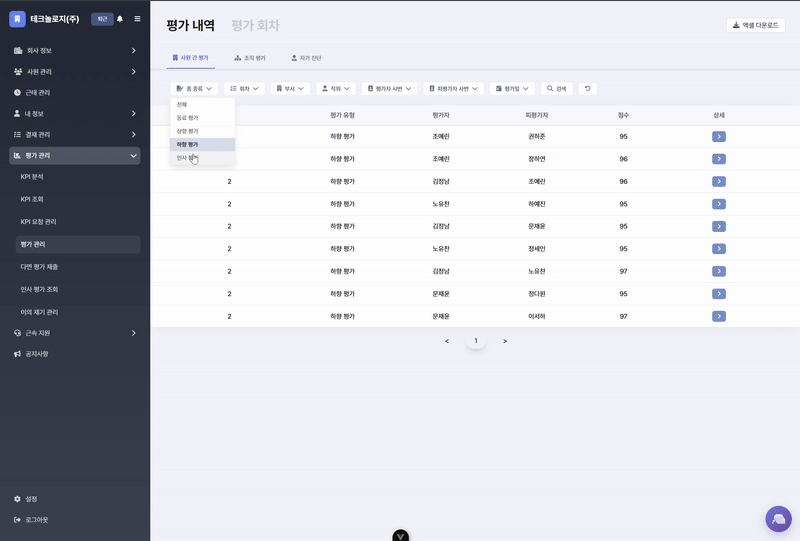 테크놀로지(주) 퇴근
회사 정보
사원 관리
근태 관리
내 정보
결재 관리
평가 관리
KPI 분석
KPI 조회
KPI 요청 관리
평가 관리
다면 평가 제출
인사 평가 조회
이의 제기 관리
근속 지원
공지사항
설정
로그아웃
평가 내역 평가 회차
엑셀 다운로드
사원 간 평가 조직 평가 자가 진단
폼 종류 회차 부서 직위 평가자 사번 피평가자 사번 평가일 검색
전체
동료 평가
상향 평가
하향 평가
인사
평가 유형 평가자 피평가자 점수 상세
하향 평가 조예린 권하준 95
하향 평가 조예린 장하연 96
2 하향 평가 김정남 조예린 96
2 하향 평가 노유찬 하예진 95
2 하향 평가 김정남 문재윤 95
2 하향 평가 노유찬 정세인 95
2 하향 평가 김정남 노유찬 97
2 하향 평가 문재윤 정다원 95
2 하향 평가 문재윤 이서하 97
< 1 >